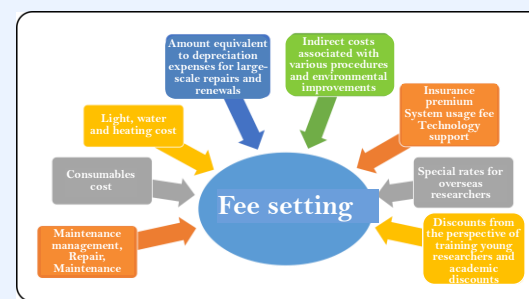 Amount equivalent
to depreciation
expenses for large-
scale repairs and
renewals
Indirect costs
associated with
various procedures
and environmental
improvements
Light, water
and heating cost
Insurance
premium
System usage fee
Technology
support
Consumables
cost
Fee setting
Special rates for
overseas
researchers
Maintenance
management,
Repair,
Maintenance
Discounts from
the perspective of
training young
researchers and
academic
discounts